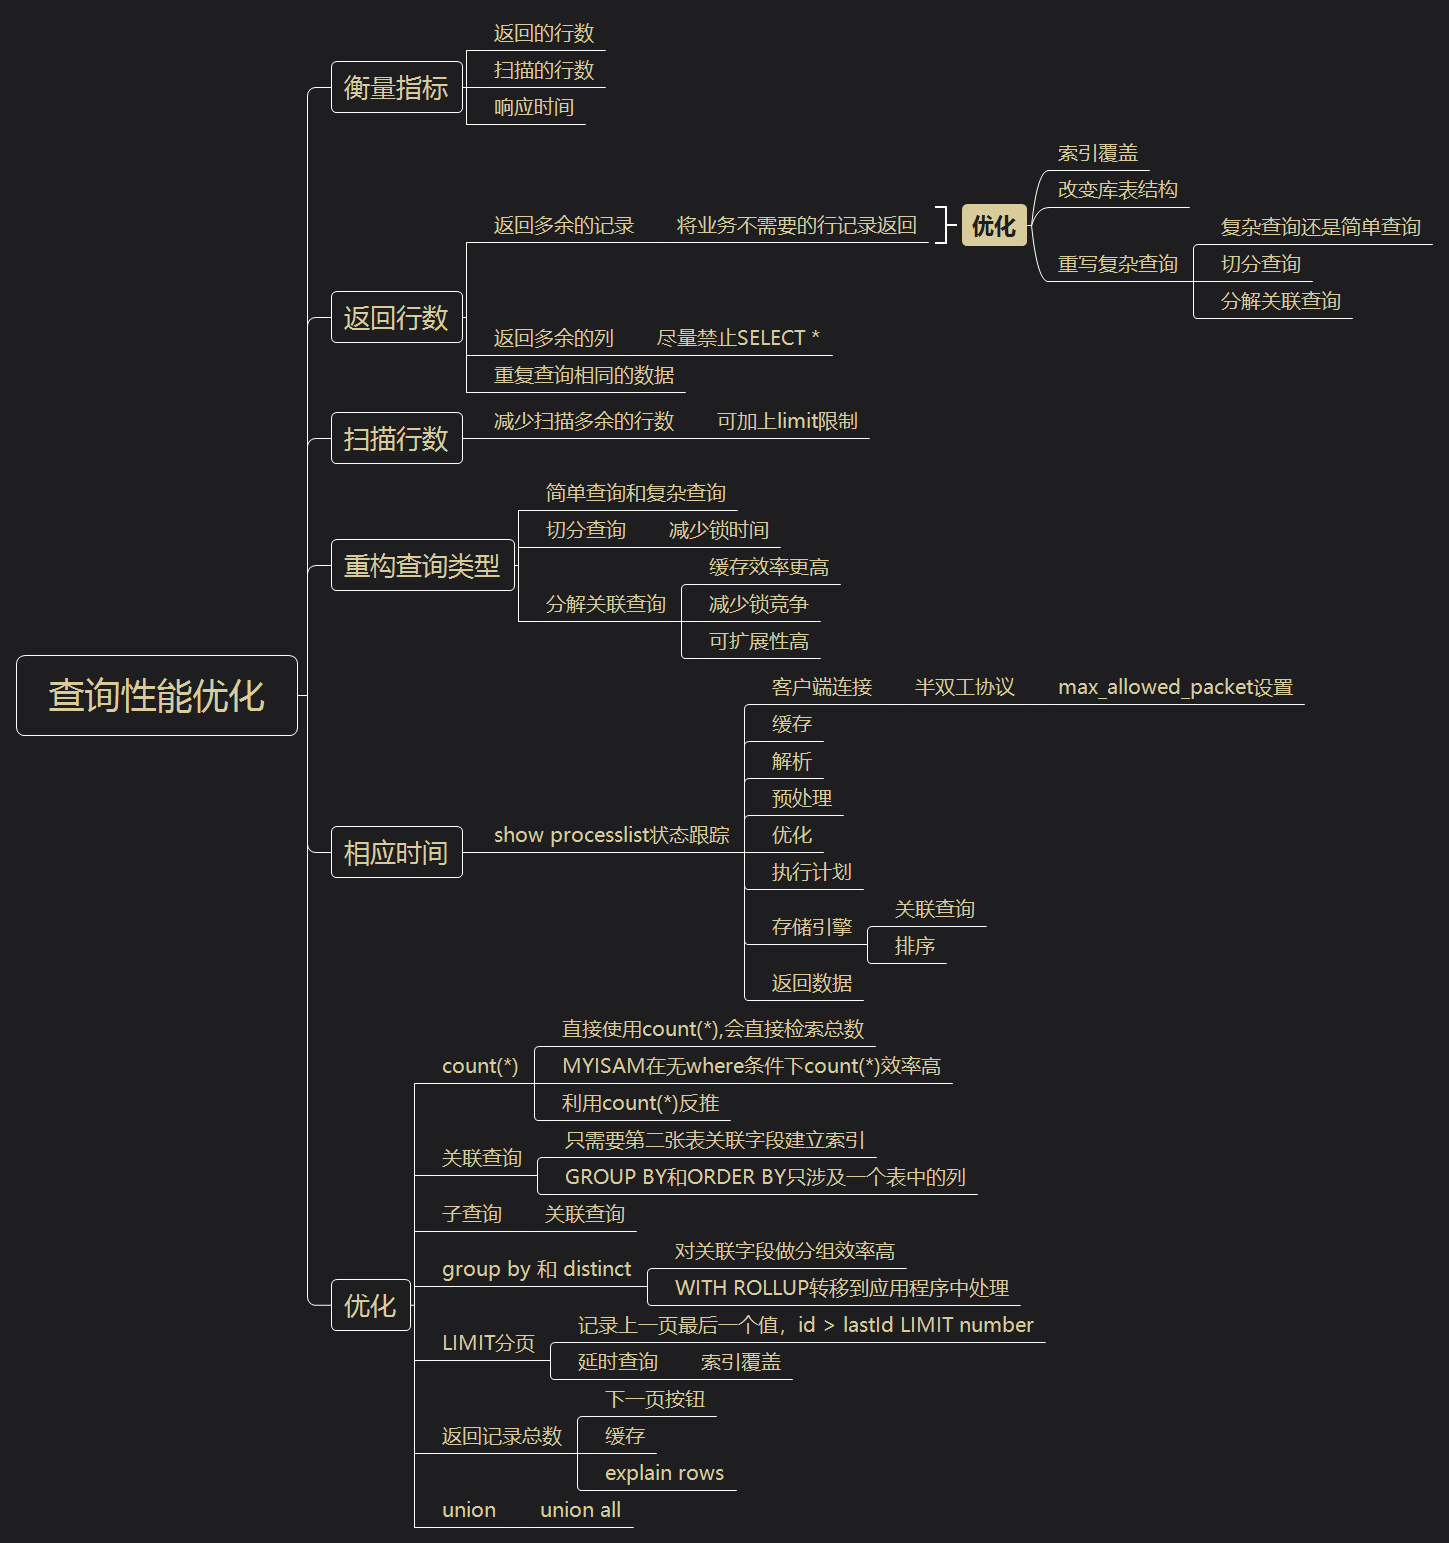 查询性能优化
衡量指标
返回的行数
扫描的行数
响应时间
返回行数
返回多余的记录
将业务不需要的行记录返回
优化
索引覆盖
改变库表结构
重写复杂查询
复杂查询还是简单查询
切分查询
分解关联查询
返回多余的列
尽量禁止SELECT *
重复查询相同的数据
扫描行数
减少扫描多余的行数
可加上limit限制
重构查询类型
简单查询和复杂查询
切分查询
减少锁时间
分解关联查询
缓存效率更高
减少锁竞争
可扩展性高
相应时间
show processlist状态跟踪
客户端连接
半双工协议
max_allowed_packet设置
缓存
解析
预处理
优化
执行计划
存储引擎
关联查询
排序
返回数据
优化
count(*)
直接使用count(*),会直接检索总数
MYISAM在无where条件下count(*)效率高
利用count(*)反推
关联查询
只需要第二张表关联字段建立索引
GROUP BY和ORDER BY只涉及一个表中的列
子查询
关联查询
group by 和 distinct
对关联字段做分组效率高
WITH ROLLUP转移到应用程序中处理
LIMIT分页
记录上一页最后一个值，id > lastId LIMIT number
延时查询
索引覆盖
返回记录总数
下一页按钮
缓存
explain rows
union
union all